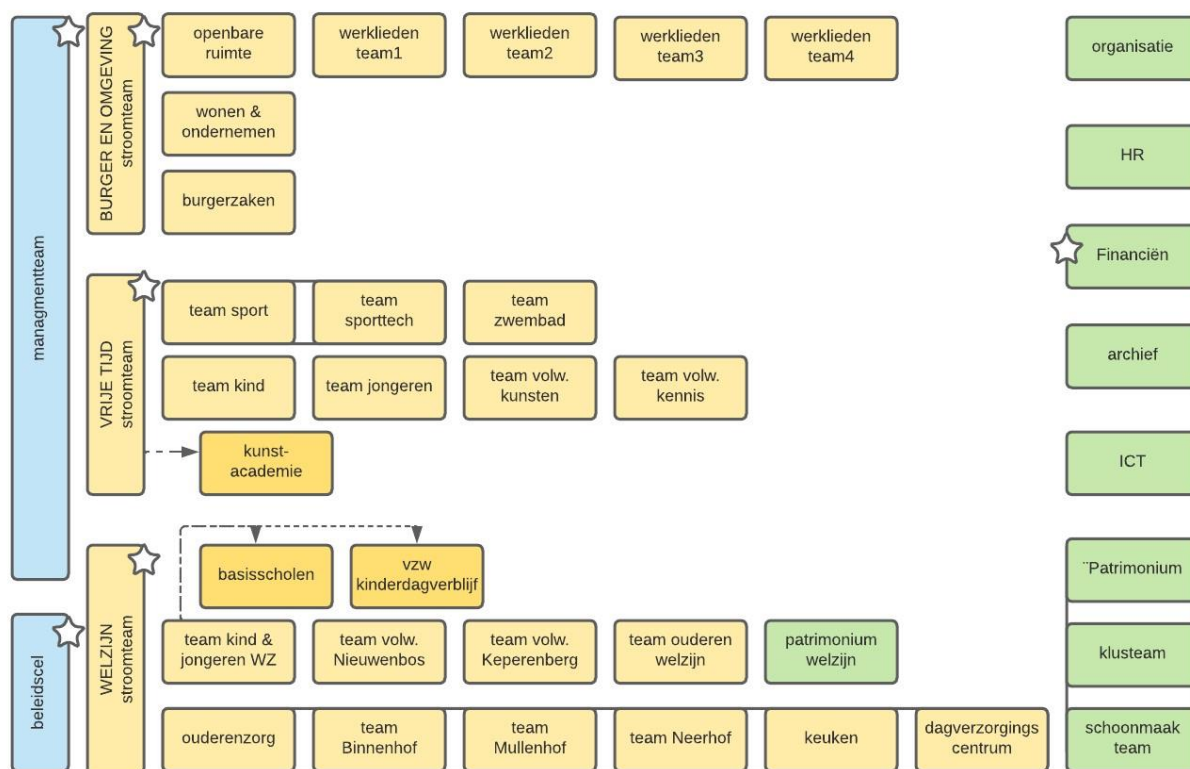 managmentteam
BURGER EN OMGEVING
stroomteam
openbare
ruimte
werklieden
team1
werklieden
team2
werklieden
team3
werklieden
team4
organisatie
wonen &
ondernemen
HR
burgerzaken
Financiën
VRIJE TIJD
stroomteam
team sport
team
sporttech
team
zwembad
archief
team kind
team jongeren
team volw.
kunsten
team volw.
kennis
kunst-
academie
ICT
beleidscel
WELZIJN
stroomteam
basisscholen
vzw
kinderdagverblijf
¨Patrimonium
team kind &
jongeren WZ
team volw.
Nieuwenbos
team volw.
Keperenberg
team ouderen
welzijn
patrimonium
welzijn
klusteam
ouderenzorg
team
Binnenhof
team
Mullenhof
team Neerhof
keuken
dagverzorgings
centrum
schoonmaak
team